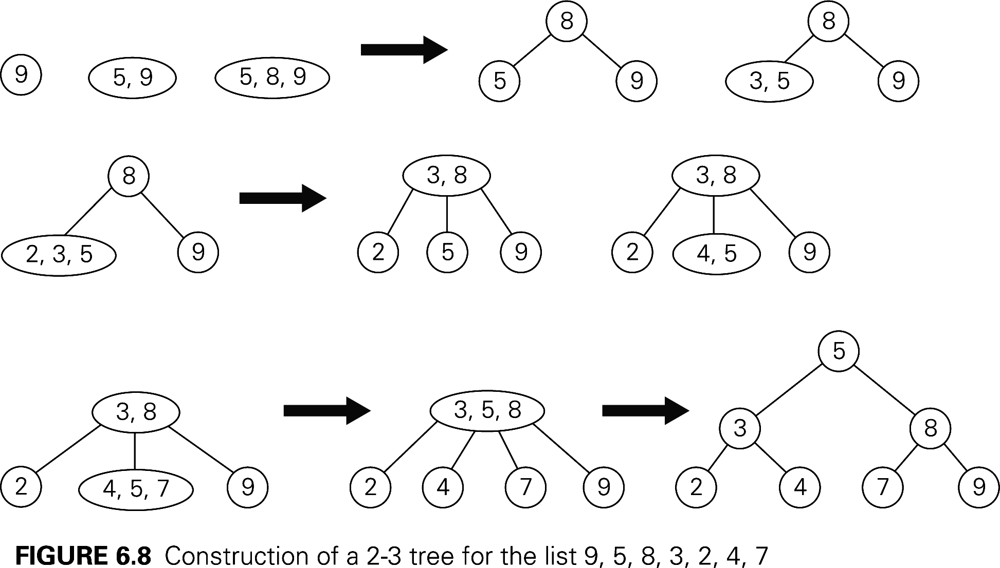 8 8
9 5, 9 5, 8, 9 5 9 3, 5 9
8 3, 8 3, 8
2, 3, 5 9 2 5 9 2 4, 5 9
5
3, 8 3, 5, 8 3 8
2 4, 5, 7 9 2 4 7 9 2 4 7 9
FIGURE 6.8 Construction of a 2-3 tree for the list 9, 5, 8, 3, 2, 4, 7